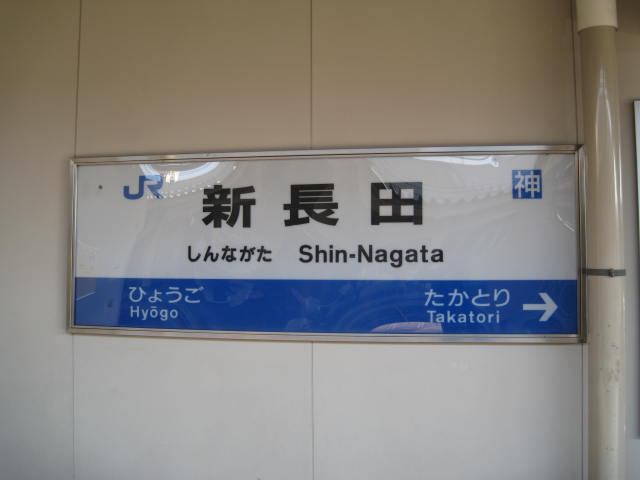 JR
神
新長田
しんながた Shin-Nagata
ひょうご たかとり
Hyōgo Takatori